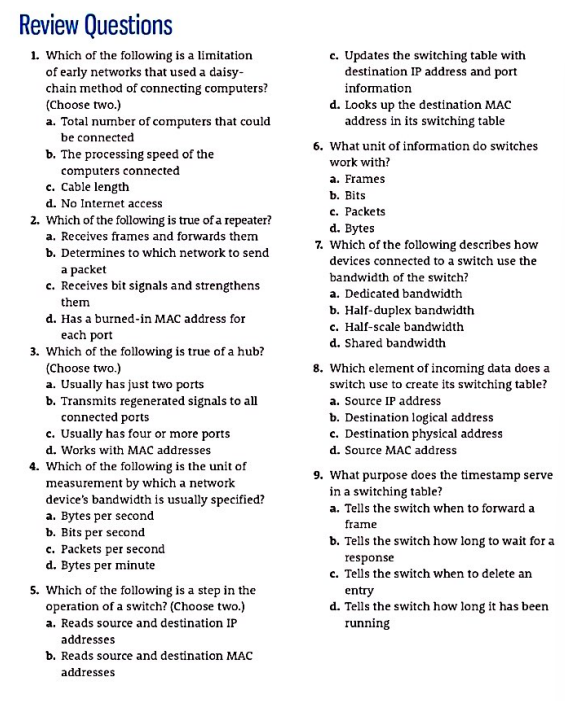 Review Questions
1. Which of the following is a limitation
of early networks that used a daisy-
chain method of connecting computers?
(Choose two.)
a. Total number of computers that could
be connected
b. The processing speed of the
computers connected
c. Cable length
d. No Internet access
2. Which of the following is true of a repeater?
a. Receives frames and forwards them
b. Determines to which network to send
a packet
c. Receives bit signals and strengthens
them
d. Has a burned-in MAC address for
each port
3. Which of the following is true of a hub?
(Choose two.)
a. Usually has just two ports
b. Transmits regenerated signals to all
connected ports
c. Usually has four or more ports
d. Works with MAC addresses
4. Which of the following is the unit of
measurement by which a network
device's bandwidth is usually specified?
a. Bytes per second
b. Bits per second
c. Packets per second
d. Bytes per minute
5. Which of the following is a step in the
operation of a switch? (Choose two.)
a. Reads source and destination IP
addresses
b. Reads source and destination MAC
addresses
c. Updates the switching table with
destination IP address and port
information
d. Looks up the destination MAC
address in its switching table
6. What unit of information do switches
work with?
a. Frames
b. Bits
c. Packets
d. Bytes
7. Which of the following describes how
devices connected to a switch use the
bandwidth of the switch?
a. Dedicated bandwidth
b. Half-duplex bandwidth
c. Half-scale bandwidth
d. Shared bandwidth
8. Which element of incoming data does a
switch use to create its switching table?
a. Source IP address
b. Destination logical address
c. Destination physical address
d. Source MAC address
9. What purpose does the timestamp serve
in a switching table?
a. Tells the switch when to forward a
frame
b. Tells the switch how long to wait for a
response
c. Tells the switch when to delete an
entry
d. Tells the switch how long it has been
running